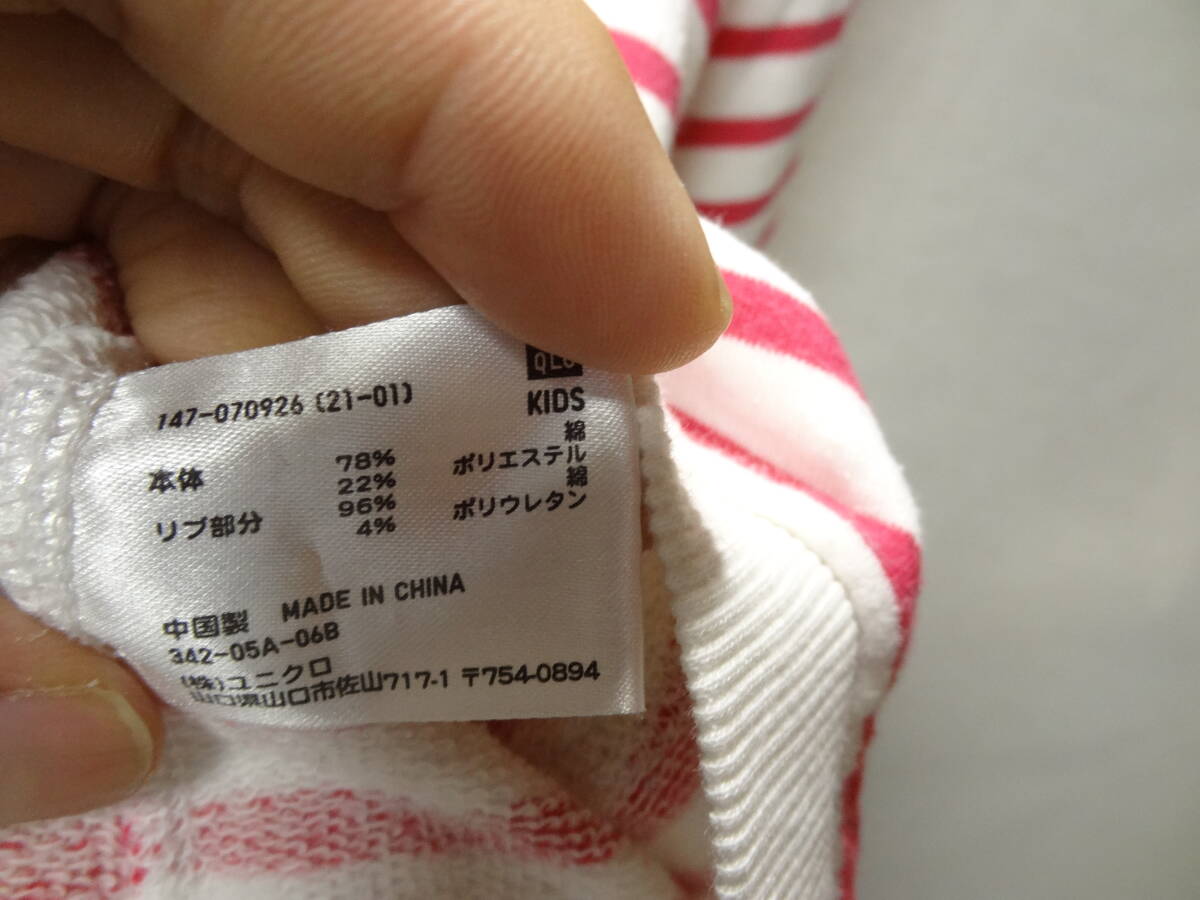 KIDS
147-070926 (21-01)
本体 78% 綿
22% ポリエステル
リブ部分 96% 綿
4% ポリウレタン
中国製 MADE IN CHINA
342-05A-06B
(株)ユニクロ
山口県山口市佐山717-1 〒754-0894